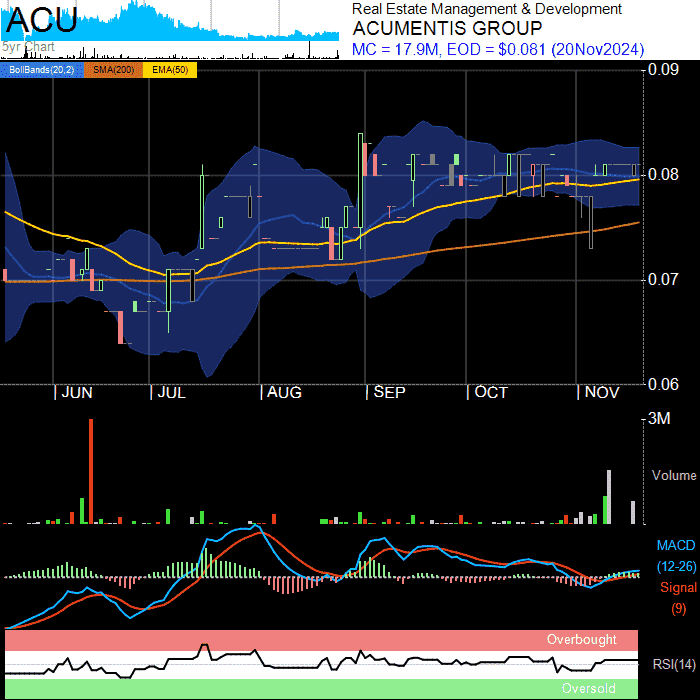 ACU
5yr Chart
Real Estate Management & Development
ACUMENTIS GROUP
MC = 17.9M, EOD = $0.081 (20Nov2024)
BollBands(20,2) SMA(200) EMA(50)
0.09
0.08
0.07
0.06
| JUN | JUL | AUG | SEP | OCT | NOV
3M
Volume
MACD
(12-26)
Signal
(9)
Overbought
RSI(14)
Oversold